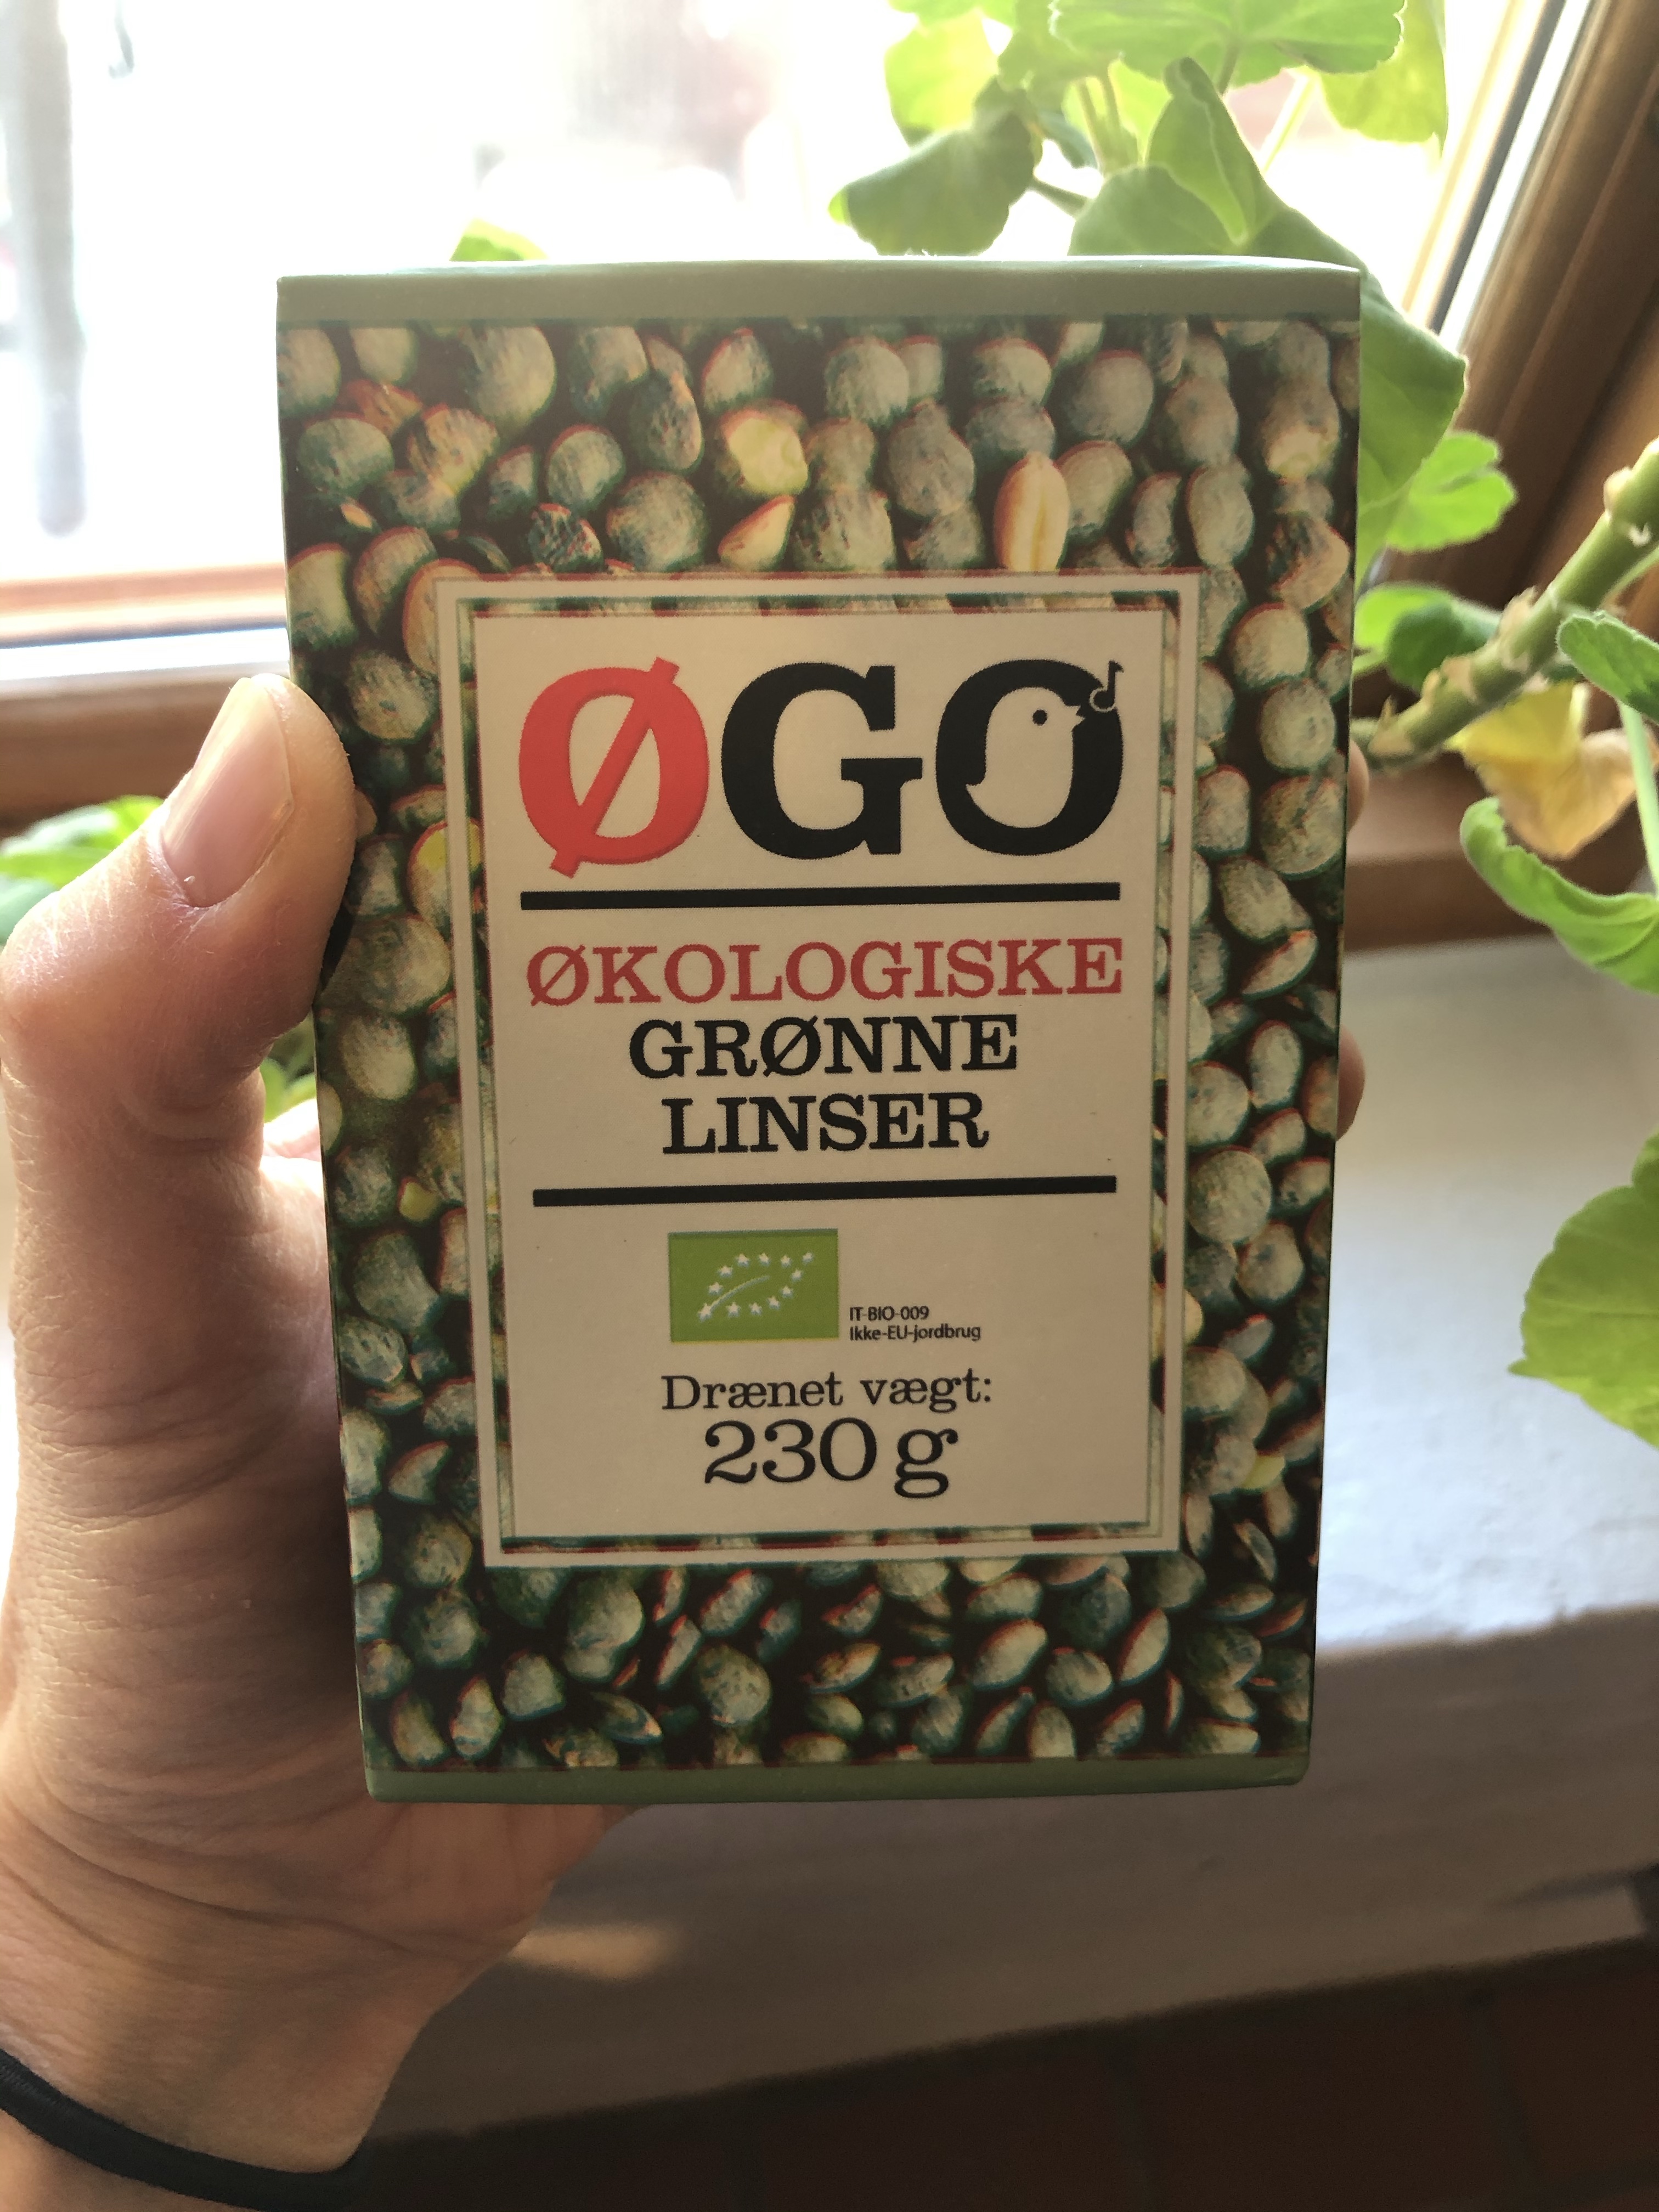 ØGO
ØKOLOGISKE
GRØNNE
LINSER
IT-BIO-009
Ikke-EU-jordbrug
Drænet vægt:
230 g